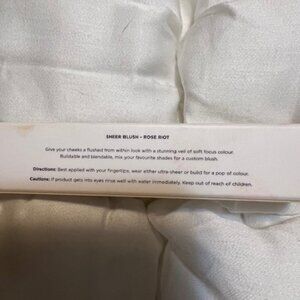 SHEER BLUSH - ROSE RIOT
Give your cheeks a flushed from within look with a stunning veil of soft focus colour.
Buildable and blendable, mix your favourite shades for a custom blush.
Directions: Best applied with your fingertips, wear either ultra-sheer or build for a pop of colour.
Cautions: If product gets into eyes rinse well with water immediately. Keep out of reach of children.